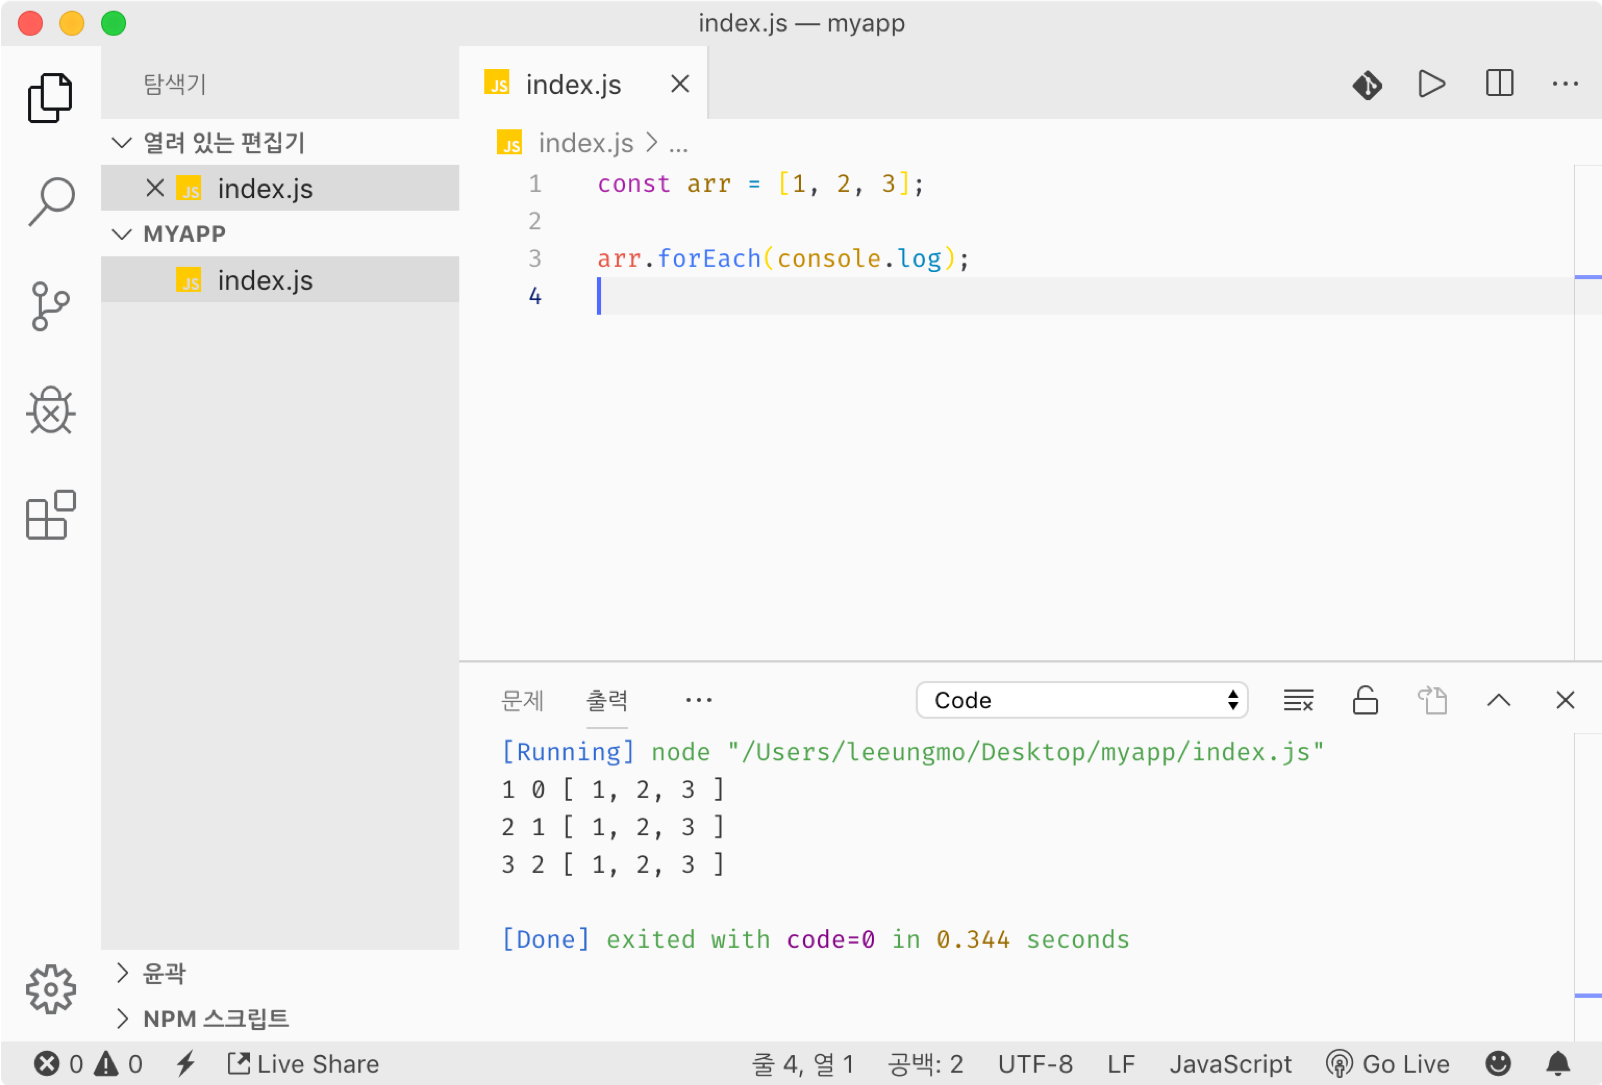 index.js — myapp
탐색기
열려 있는 편집기
JS index.js
MYAPP
JS index.js
윤곽
NPM 스크립트
JS index.js
JS index.js > ...
1 const arr = [1, 2, 3];
2
3 arr.forEach(console.log);
4
문제 출력 ··· Code
[Running] node "/Users/leeungmo/Desktop/myapp/index.js"
1 0 [ 1, 2, 3 ]
2 1 [ 1, 2, 3 ]
3 2 [ 1, 2, 3 ]
[Done] exited with code=0 in 0.344 seconds
0 0 Live Share 줄 4, 열 1 공백: 2 UTF-8 LF JavaScript Go Live